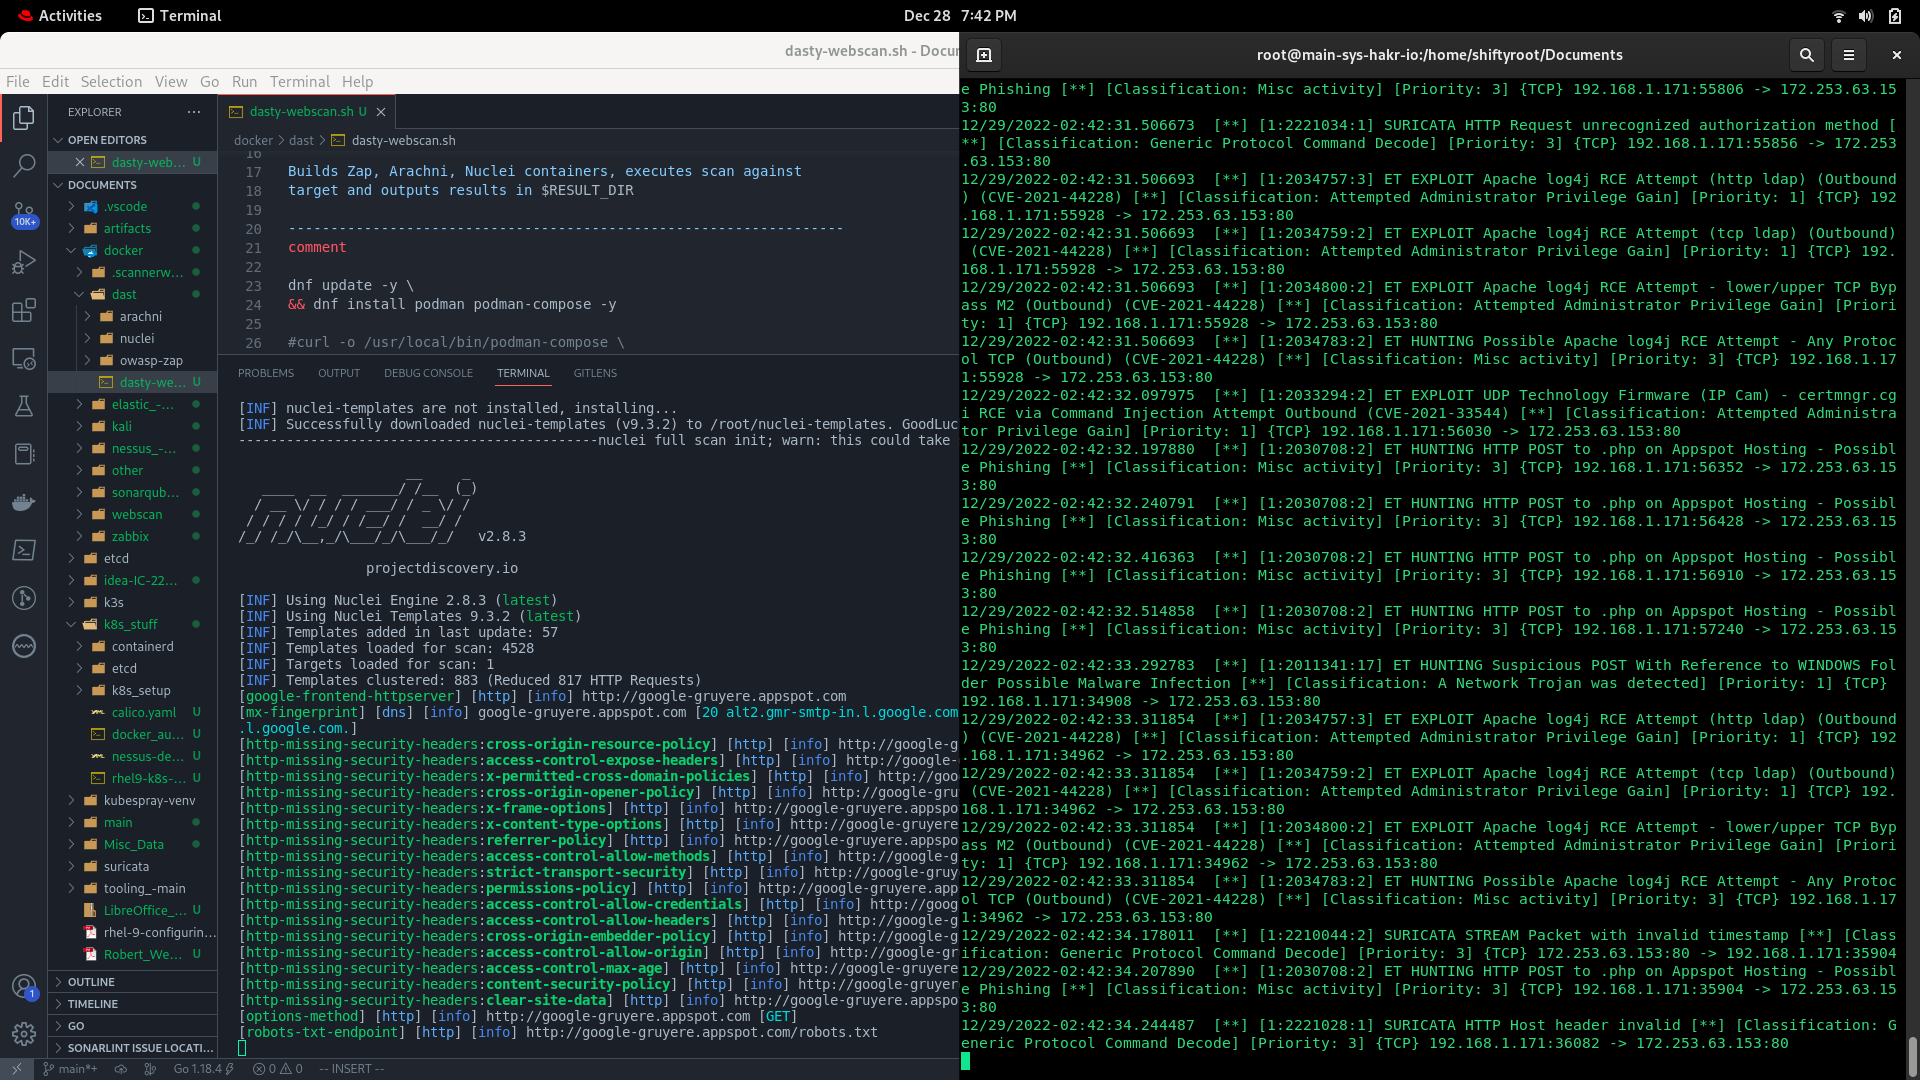 Activities
Terminal
Dec 28 7:42 PM
dasty-webscan.sh - Docu
File Edit Selection View Go Run Terminal Help
EXPLORER
OPEN EDITORS
dasty-web... U
DOCUMENTS
.vscode
10K+
artifacts
docker
.scannerw...
dast
arachni
nuclei
owasp-zap
dasty-we... U
elastic_-...
kali
nessus_-...
other
sonarqub...
webscan
zabbix
etcd
idea-IC-22...
k3s
k8s_stuff
containerd
etcd
k8s_setup
calico.yaml U
docker_au... U
nessus-de... U
rhel9-k8s-... U
kubespray-venv
main
Misc_Data
suricata
tooling_-main
LibreOffice_... U
rhel-9-configurin...
Robert_We... U
OUTLINE
TIMELINE
GO
SONARLINT ISSUE LOCATI...
1
dasty-webscan.sh U
docker > dast > dasty-webscan.sh
16
17 Builds Zap, Arachni, Nuclei containers, executes scan against
18 target and outputs results in $RESULT_DIR
19
20 ------------------------------------------------------------------
21 comment
22
23 dnf update -y \
24 && dnf install podman podman-compose -y
25
26 #curl -o /usr/local/bin/podman-compose \
PROBLEMS OUTPUT DEBUG CONSOLE TERMINAL GITLENS
[INF] nuclei-templates are not installed, installing...
[INF] Successfully downloaded nuclei-templates (v9.3.2) to /root/nuclei-templates. GoodLuc
---------------------------------------------nuclei full scan init; warn: this could take
v2.8.3
projectdiscovery.io
[INF] Using Nuclei Engine 2.8.3 (latest)
[INF] Using Nuclei Templates 9.3.2 (latest)
[INF] Templates added in last update: 57
[INF] Templates loaded for scan: 4528
[INF] Targets loaded for scan: 1
[INF] Templates clustered: 883 (Reduced 817 HTTP Requests)
[google-frontend-httpserver] [http] [info] http://google-gruyere.appspot.com
[mx-fingerprint] [dns] [info] google-gruyere.appspot.com [20 alt2.gmr-smtp-in.l.google.com
.l.google.com.]
[http-missing-security-headers:cross-origin-resource-policy] [http] [info] http://google-g
[http-missing-security-headers:access-control-expose-headers] [http] [info] http://google-
[http-missing-security-headers:x-permitted-cross-domain-policies] [http] [info] http://goo
[http-missing-security-headers:cross-origin-opener-policy] [http] [info] http://google-gru
[http-missing-security-headers:x-frame-options] [http] [info] http://google-gruyere.appspo
[http-missing-security-headers:x-content-type-options] [http] [info] http://google-gruyere
[http-missing-security-headers:referrer-policy] [http] [info] http://google-gruyere.appspo
[http-missing-security-headers:access-control-allow-methods] [http] [info] http://google-g
[http-missing-security-headers:strict-transport-security] [http] [info] http://google-gruy
[http-missing-security-headers:permissions-policy] [http] [info] http://google-gruyere.app
[http-missing-security-headers:access-control-allow-credentials] [http] [info] http://goog
[http-missing-security-headers:access-control-allow-headers] [http] [info] http://google-g
[http-missing-security-headers:cross-origin-embedder-policy] [http] [info] http://google-g
[http-missing-security-headers:access-control-allow-origin] [http] [info] http://google-gr
[http-missing-security-headers:access-control-max-age] [http] [info] http://google-gruyere
[http-missing-security-headers:content-security-policy] [http] [info] http://google-gruyer
[http-missing-security-headers:clear-site-data] [http] [info] http://google-gruyere.appspo
[options-method] [http] [info] http://google-gruyere.appspot.com [GET]
[robots-txt-endpoint] [http] [info] http://google-gruyere.appspot.com/robots.txt
main*+ Go 1.18.4 0 0 -- INSERT --
root@main-sys-hakr-io:/home/shiftyroot/Documents
e Phishing [**] [Classification: Misc activity] [Priority: 3] {TCP} 192.168.1.171:55806 -> 172.253.63.15
3:80
12/29/2022-02:42:31.506673 [**] [1:2221034:1] SURICATA HTTP Request unrecognized authorization method [
**] [Classification: Generic Protocol Command Decode] [Priority: 3] {TCP} 192.168.1.171:55856 -> 172.253
.63.153:80
12/29/2022-02:42:31.506693 [**] [1:2034757:3] ET EXPLOIT Apache log4j RCE Attempt (http ldap) (Outbound
) (CVE-2021-44228) [**] [Classification: Attempted Administrator Privilege Gain] [Priority: 1] {TCP} 192
.168.1.171:55928 -> 172.253.63.153:80
12/29/2022-02:42:31.506693 [**] [1:2034759:2] ET EXPLOIT Apache log4j RCE Attempt (tcp ldap) (Outbound)
(CVE-2021-44228) [**] [Classification: Attempted Administrator Privilege Gain] [Priority: 1] {TCP} 192.
168.1.171:55928 -> 172.253.63.153:80
12/29/2022-02:42:31.506693 [**] [1:2034800:2] ET EXPLOIT Apache log4j RCE Attempt - lower/upper TCP Byp
ass M2 (Outbound) (CVE-2021-44228) [**] [Classification: Attempted Administrator Privilege Gain] [Priori
ty: 1] {TCP} 192.168.1.171:55928 -> 172.253.63.153:80
12/29/2022-02:42:31.506693 [**] [1:2034783:2] ET HUNTING Possible Apache log4j RCE Attempt - Any Protoc
ol TCP (Outbound) (CVE-2021-44228) [**] [Classification: Misc activity] [Priority: 3] {TCP} 192.168.1.17
1:55928 -> 172.253.63.153:80
12/29/2022-02:42:32.097975 [**] [1:2033294:2] ET EXPLOIT UDP Technology Firmware (IP Cam) - certmngr.cg
i RCE via Command Injection Attempt Outbound (CVE-2021-33544) [**] [Classification: Attempted Administra
tor Privilege Gain] [Priority: 1] {TCP} 192.168.1.171:56030 -> 172.253.63.153:80
12/29/2022-02:42:32.197880 [**] [1:2030708:2] ET HUNTING HTTP POST to .php on Appspot Hosting - Possibl
e Phishing [**] [Classification: Misc activity] [Priority: 3] {TCP} 192.168.1.171:56352 -> 172.253.63.15
3:80
12/29/2022-02:42:32.240791 [**] [1:2030708:2] ET HUNTING HTTP POST to .php on Appspot Hosting - Possibl
e Phishing [**] [Classification: Misc activity] [Priority: 3] {TCP} 192.168.1.171:56428 -> 172.253.63.15
3:80
12/29/2022-02:42:32.416363 [**] [1:2030708:2] ET HUNTING HTTP POST to .php on Appspot Hosting - Possibl
e Phishing [**] [Classification: Misc activity] [Priority: 3] {TCP} 192.168.1.171:56910 -> 172.253.63.15
3:80
12/29/2022-02:42:32.514858 [**] [1:2030708:2] ET HUNTING HTTP POST to .php on Appspot Hosting - Possibl
e Phishing [**] [Classification: Misc activity] [Priority: 3] {TCP} 192.168.1.171:57240 -> 172.253.63.15
3:80
12/29/2022-02:42:33.292783 [**] [1:2011341:17] ET HUNTING Suspicious POST With Reference to WINDOWS Fol
der Possible Malware Infection [**] [Classification: A Network Trojan was detected] [Priority: 1] {TCP}
192.168.1.171:34908 -> 172.253.63.153:80
12/29/2022-02:42:33.311854 [**] [1:2034757:3] ET EXPLOIT Apache log4j RCE Attempt (http ldap) (Outbound
) (CVE-2021-44228) [**] [Classification: Attempted Administrator Privilege Gain] [Priority: 1] {TCP} 192
.168.1.171:34962 -> 172.253.63.153:80
12/29/2022-02:42:33.311854 [**] [1:2034759:2] ET EXPLOIT Apache log4j RCE Attempt (tcp ldap) (Outbound)
(CVE-2021-44228) [**] [Classification: Attempted Administrator Privilege Gain] [Priority: 1] {TCP} 192.
168.1.171:34962 -> 172.253.63.153:80
12/29/2022-02:42:33.311854 [**] [1:2034800:2] ET EXPLOIT Apache log4j RCE Attempt - lower/upper TCP Byp
ass M2 (Outbound) (CVE-2021-44228) [**] [Classification: Attempted Administrator Privilege Gain] [Priori
ty: 1] {TCP} 192.168.1.171:34962 -> 172.253.63.153:80
12/29/2022-02:42:33.311854 [**] [1:2034783:2] ET HUNTING Possible Apache log4j RCE Attempt - Any Protoc
ol TCP (Outbound) (CVE-2021-44228) [**] [Classification: Misc activity] [Priority: 3] {TCP} 192.168.1.17
1:34962 -> 172.253.63.153:80
12/29/2022-02:42:34.178011 [**] [1:2210044:2] SURICATA STREAM Packet with invalid timestamp [**] [Class
ification: Generic Protocol Command Decode] [Priority: 3] {TCP} 172.253.63.153:80 -> 192.168.1.171:35904
12/29/2022-02:42:34.207890 [**] [1:2030708:2] ET HUNTING HTTP POST to .php on Appspot Hosting - Possibl
e Phishing [**] [Classification: Misc activity] [Priority: 3] {TCP} 192.168.1.171:35904 -> 172.253.63.15
3:80
12/29/2022-02:42:34.244487 [**] [1:2221028:1] SURICATA HTTP Host header invalid [**] [Classification: G
eneric Protocol Command Decode] [Priority: 3] {TCP} 192.168.1.171:36082 -> 172.253.63.153:80